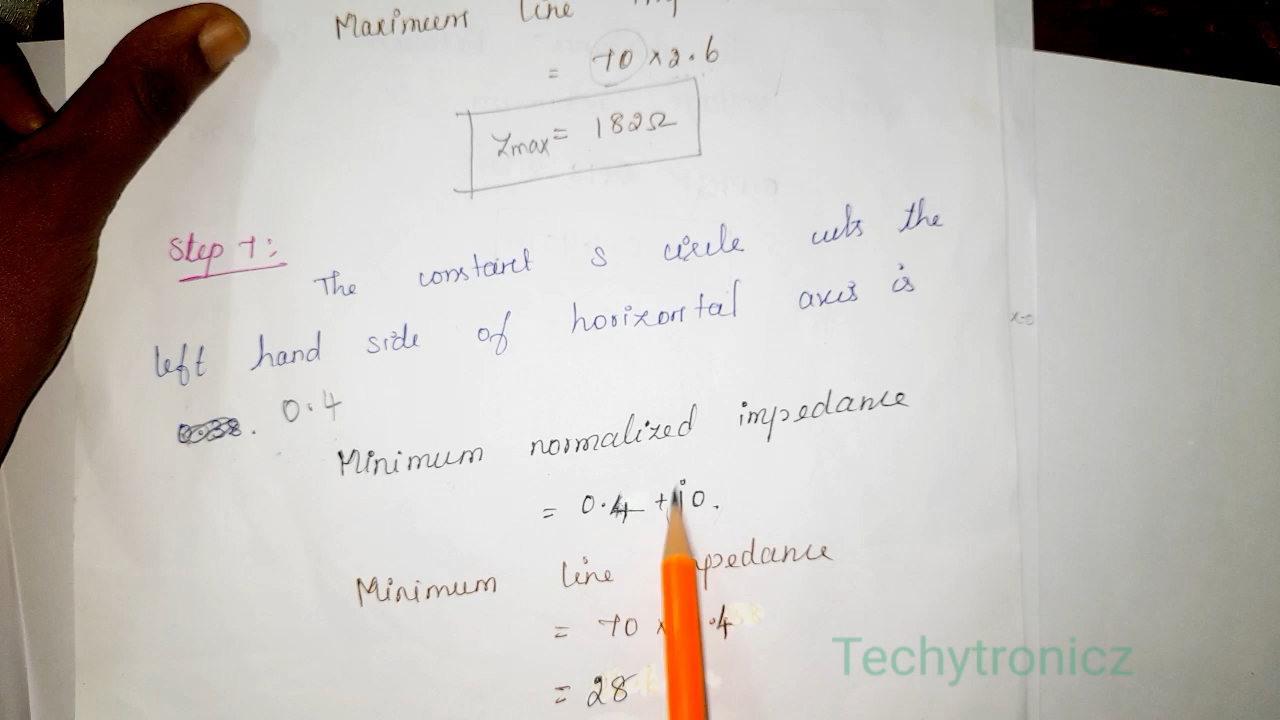 Maximum line
= 70 × 2.6
Zmax = 182Ω
Step 7:
The constant s circle cuts the
left hand side of horizontal axis is
0.4
Minimum normalized impedance
= 0.4 + j0.
Minimum line impedance
= 70 × .4
= 28
Techytronicz